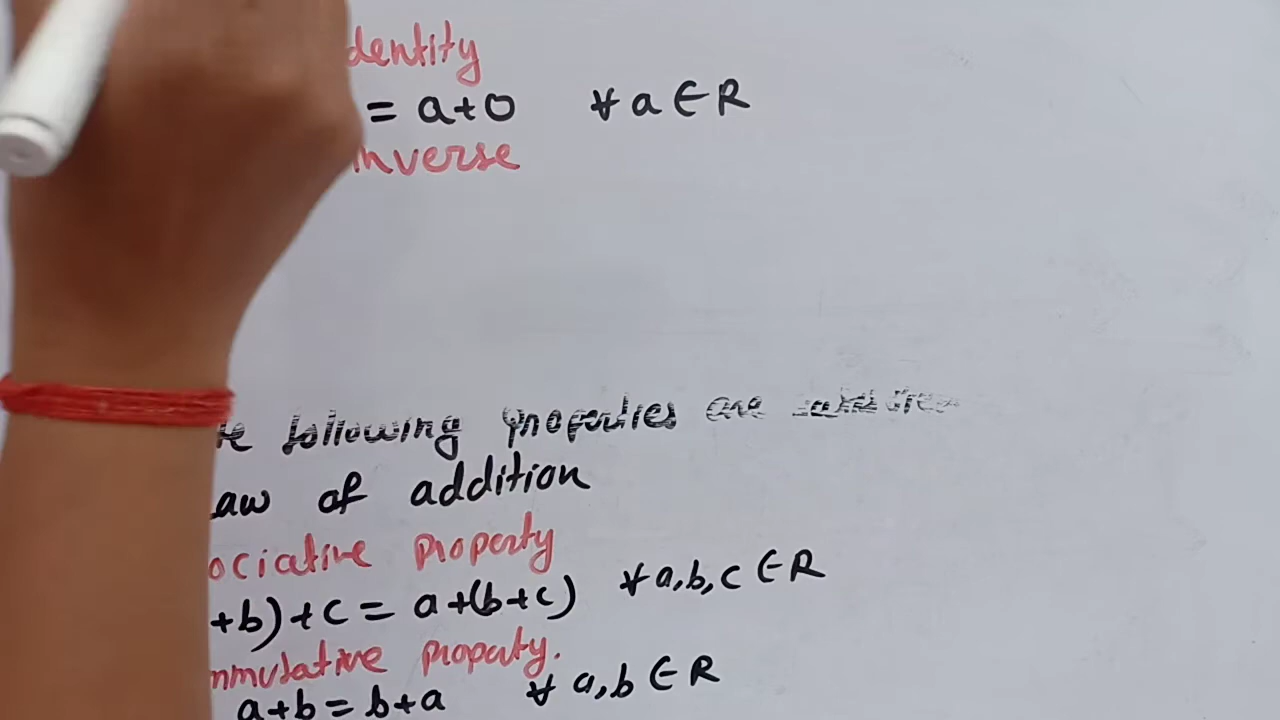 dentity
= a+0 ∀ a ∈ R
nverse
following properties are
aw of addition
ociative property
+b)+c = a+(b+c) ∀ a,b,c ∈ R
mmutative property.
a+b = b+a ∀ a,b ∈ R